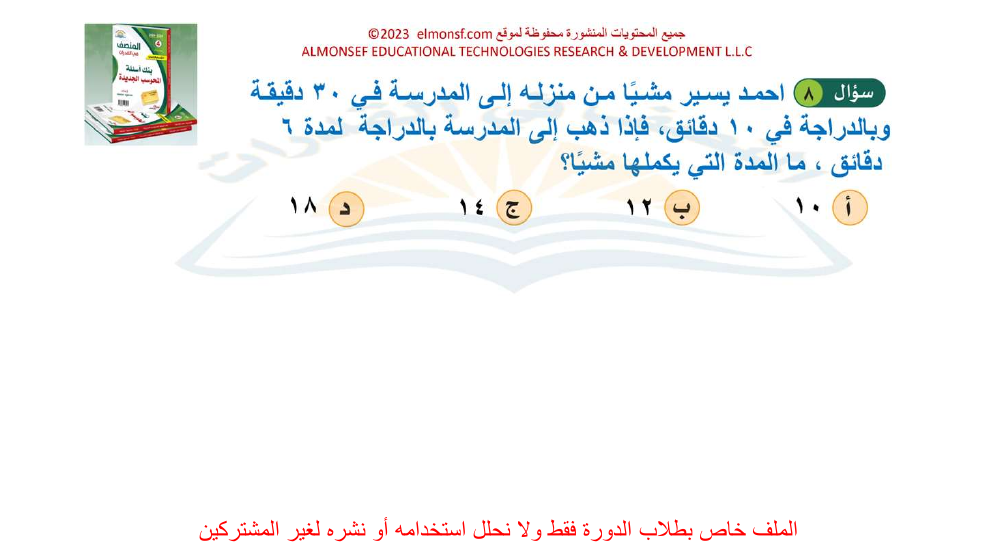 جميع المحتويات المنشورة محفوظة لموقع elmonsf.com 2023©
ALMONSEF EDUCATIONAL TECHNOLOGIES RESEARCH & DEVELOPMENT L.L.C
المنصف
بنك أسئلة
المحوسب الجديدة
سؤال ٨ احمد يسير مشيًا من منزله إلى المدرسة في ٣٠ دقيقة
وبالدراجة في ١٠ دقائق، فإذا ذهب إلى المدرسة بالدراجة لمدة ٦
دقائق ، ما المدة التي يكملها مشيًا؟
أ ١٠ ب ١٢ ج ١٤ د ١٨
الملف خاص بطلاب الدورة فقط ولا نحلل استخدامه أو نشره لغير المشتركين